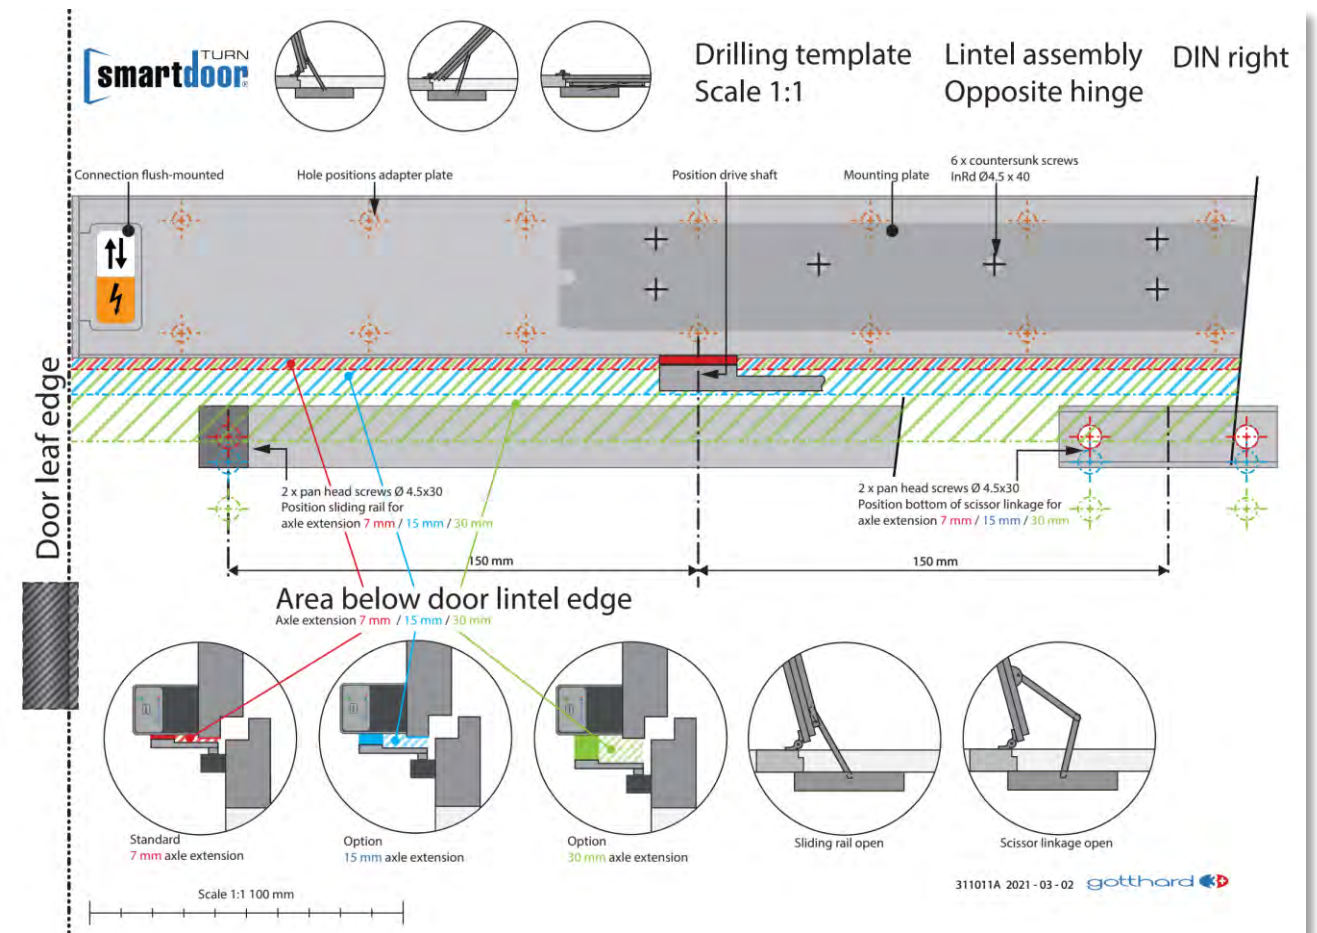 TURN
smartdoor®
Drilling template
Scale 1:1
Lintel assembly
Opposite hinge
DIN right
Connection flush-mounted
Hole positions adapter plate
Position drive shaft
Mounting plate
6 x countersunk screws
InRd Ø4.5 x 40
Door leaf edge
2 x pan head screws Ø 4.5x30
Position sliding rail for
axle extension 7 mm / 15 mm / 30 mm
2 x pan head screws Ø 4.5x30
Position bottom of scissor linkage for
axle extension 7 mm / 15 mm / 30 mm
150 mm
150 mm
Area below door lintel edge
Axle extension 7 mm / 15 mm / 30 mm
Standard
7 mm axle extension
Option
15 mm axle extension
Option
30 mm axle extension
Sliding rail open
Scissor linkage open
Scale 1:1 100 mm
311011A 2021 - 03 - 02
gotthard